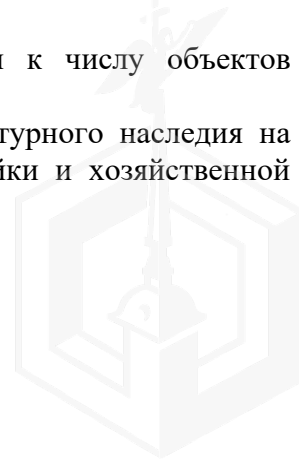 к числу объектов
турного наследия на
йки и хозяйственной